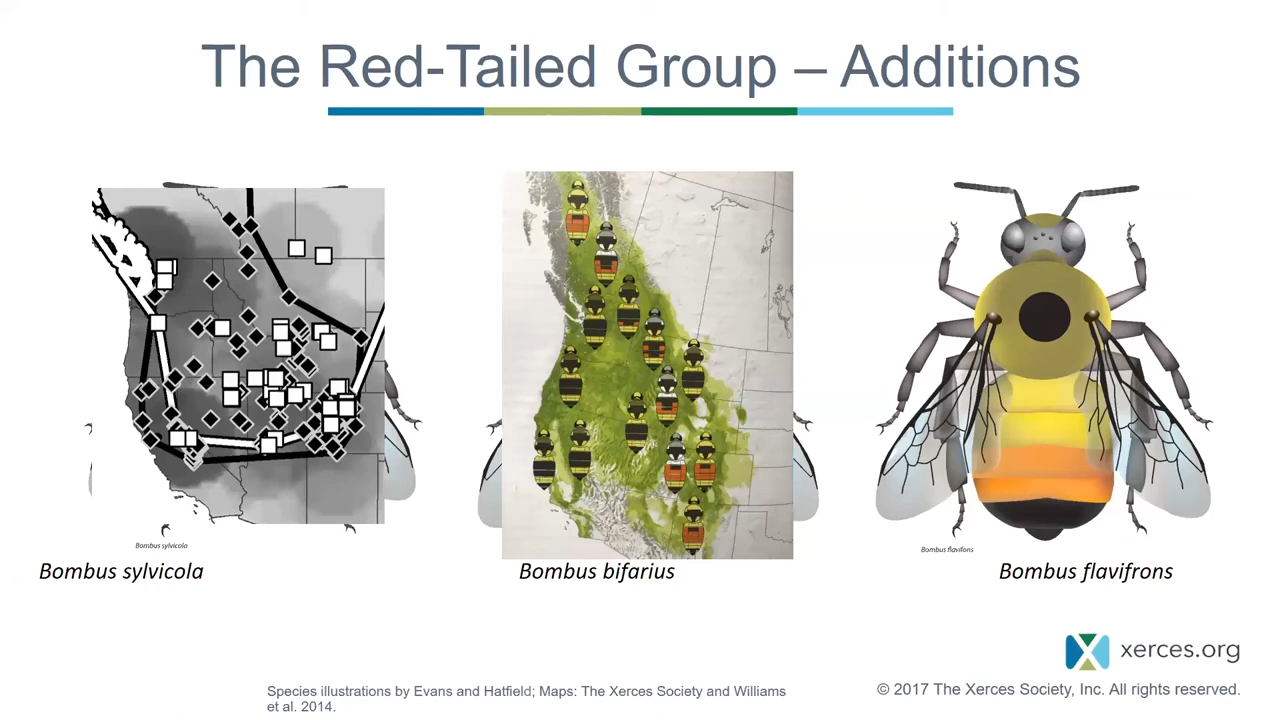 The Red-Tailed Group – Additions
Bombus sylvicola
Bombus flavifons
Bombus sylvicola
Bombus bifarius
Bombus flavifrons
xerces.org
Species illustrations by Evans and Hatfield; Maps: The Xerces Society and Williams
et al. 2014.
© 2017 The Xerces Society, Inc. All rights reserved.